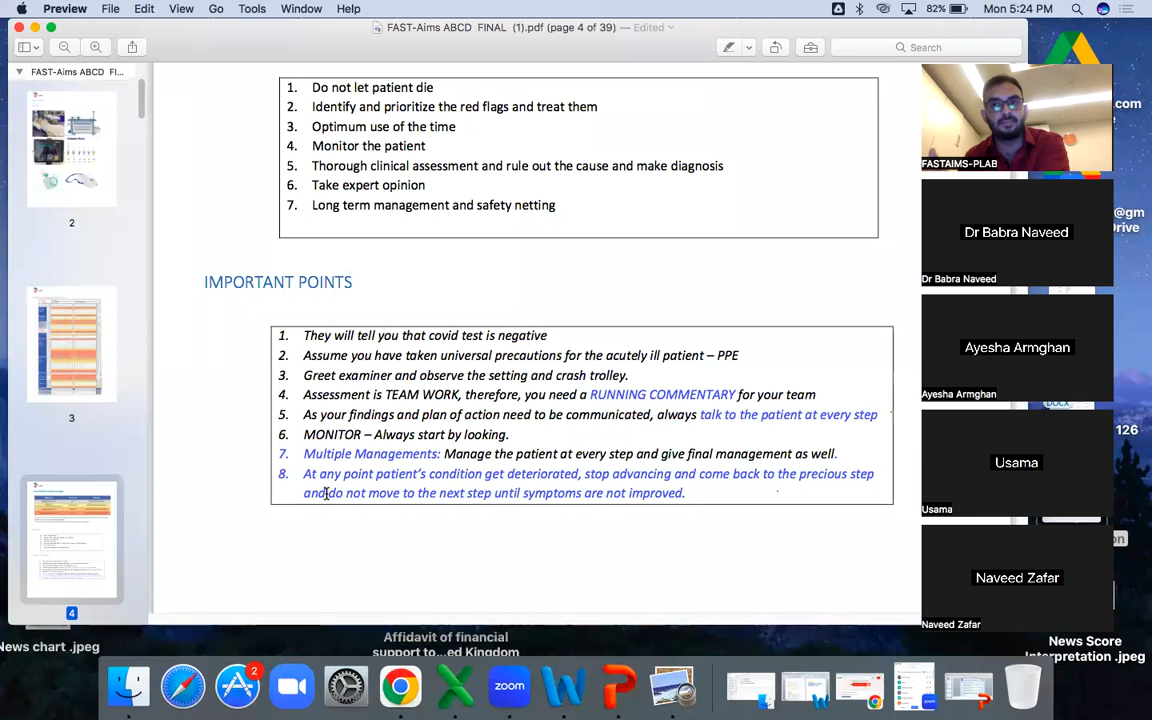 Preview File Edit View Go Tools Window Help 82% Mon 5:24 PM
FAST-Aims ABCD FINAL (1).pdf (page 4 of 39) — Edited
Search
FAST-Aims ABCD FI...
2
3
4
1. Do not let patient die
2. Identify and prioritize the red flags and treat them
3. Optimum use of the time
4. Monitor the patient
5. Thorough clinical assessment and rule out the cause and make diagnosis
6. Take expert opinion
7. Long term management and safety netting
IMPORTANT POINTS
1. They will tell you that covid test is negative
2. Assume you have taken universal precautions for the acutely ill patient – PPE
3. Greet examiner and observe the setting and crash trolley.
4. Assessment is TEAM WORK, therefore, you need a RUNNING COMMENTARY for your team
5. As your findings and plan of action need to be communicated, always talk to the patient at every step
6. MONITOR – Always start by looking.
7. Multiple Managements: Manage the patient at every step and give final management as well.
8. At any point patient's condition get deteriorated, stop advancing and come back to the precious step
and do not move to the next step until symptoms are not improved.
FASTAIMS-PLAB
Dr Babra Naveed
Dr Babra Naveed
Ayesha Armghan
Ayesha Armghan
Usama
Usama
Naveed Zafar
Naveed Zafar
.com
@gm
Drive
126
on
News chart .jpeg
Affidavit of financial
support to...ed Kingdom
News Score
Interpretation .jpeg
2
zoom